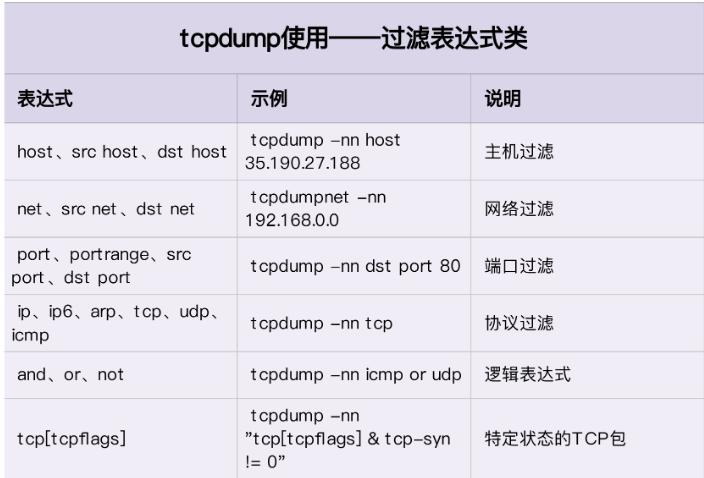 tcpdump使用——过滤表达式类
表达式
示例
说明
host、src host、dst host
tcpdump -nn host
35.190.27.188
主机过滤
net、src net、dst net
tcpdumpnet -nn
192.168.0.0
网络过滤
port、portrange、src
port、dst port
tcpdump -nn dst port 80
端口过滤
ip、ip6、arp、tcp、udp、
icmp
tcpdump -nn tcp
协议过滤
and、or、not
tcpdump -nn icmp or udp
逻辑表达式
tcp[tcpflags]
tcpdump -nn
"tcp[tcpflags] & tcp-syn
!= 0"
特定状态的TCP包